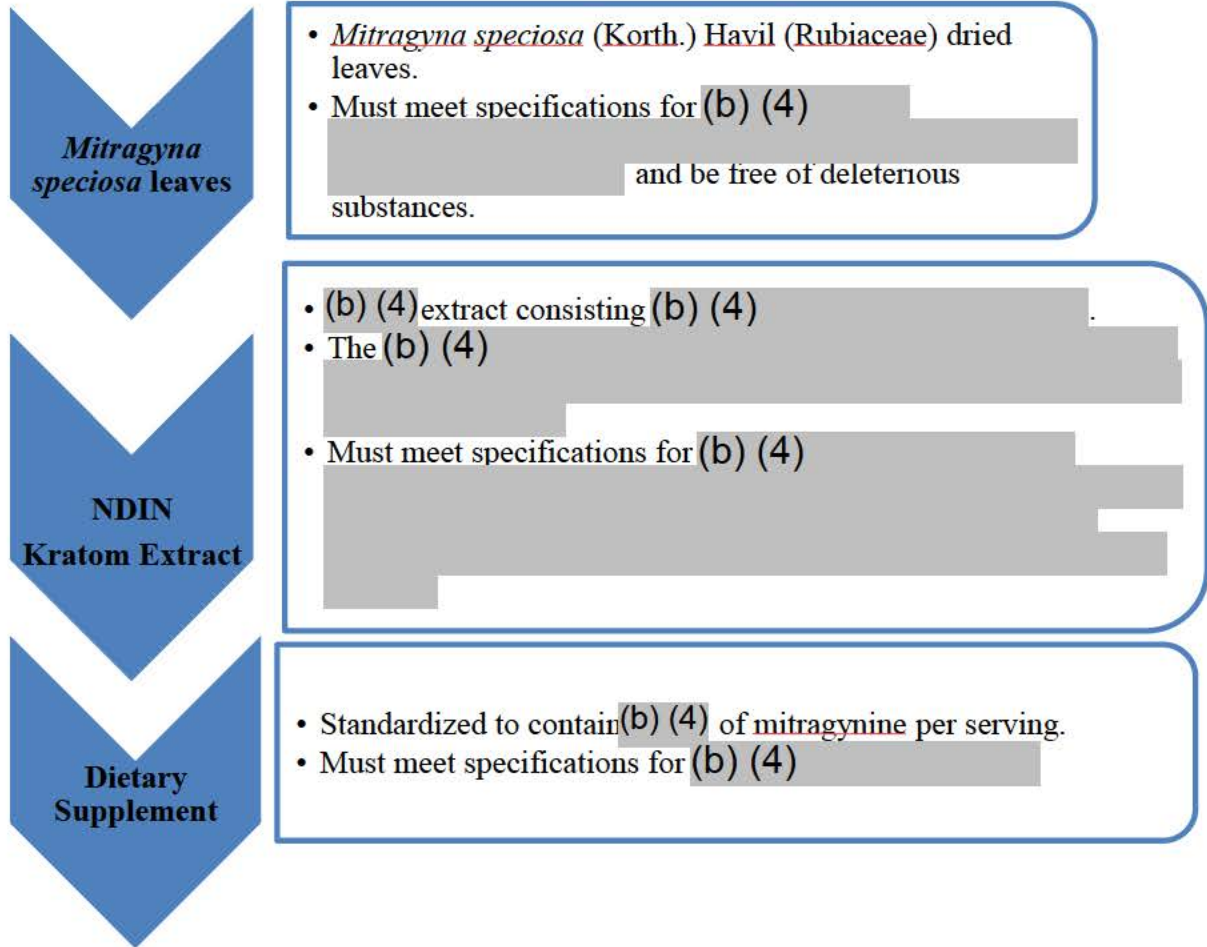 Mitragyna
speciosa leaves
• Mitragyna speciosa (Korth.) Havil (Rubiaceae) dried
leaves.
• Must meet specifications for (b) (4)
and be free of deleterious
substances.
NDIN
Kratom Extract
• (b) (4) extract consisting (b) (4) .
• The (b) (4)
• Must meet specifications for (b) (4)
Dietary
Supplement
• Standardized to contain (b) (4) of mitragynine per serving.
• Must meet specifications for (b) (4)